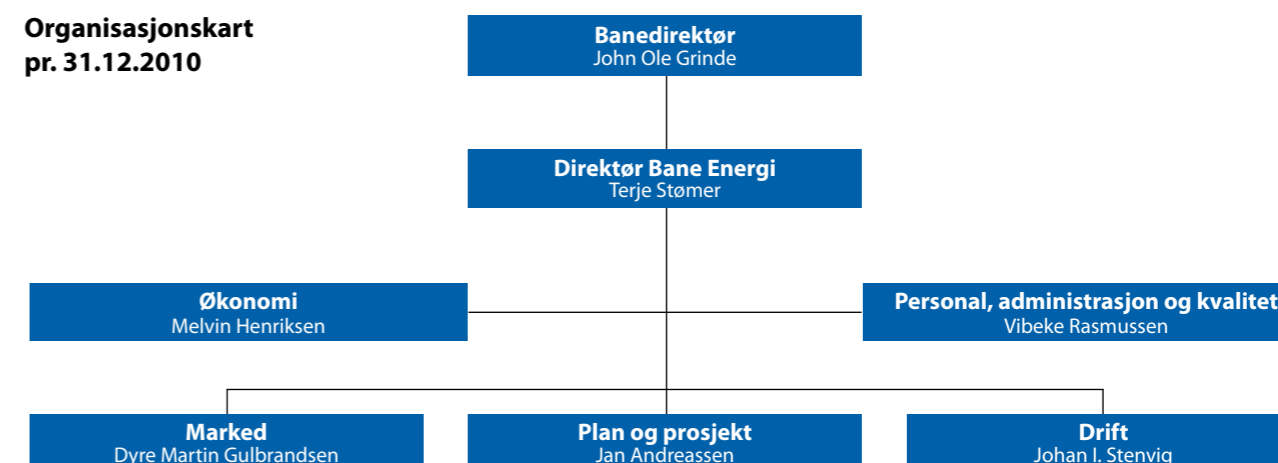 Organisasjonskart
pr. 31.12.2010
Banedirektør
John Ole Grinde
Direktør Bane Energi
Terje Stømer
Økonomi
Melvin Henriksen
Personal, administrasjon og kvalitet
Vibeke Rasmussen
Marked
Dyre Martin Gulbrandsen
Plan og prosjekt
Jan Andreassen
Drift
Johan I. Stenvig